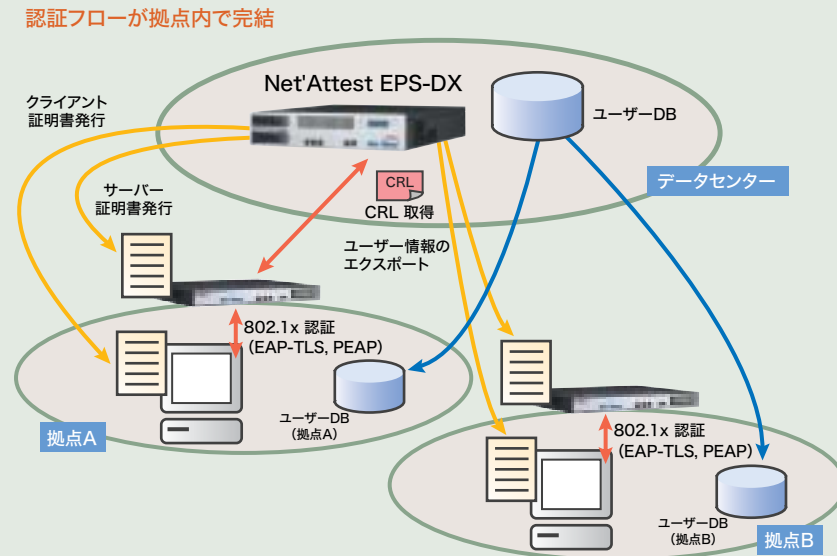 認証フローが拠点内で完結
Net'Attest EPS-DX
クライアント
証明書発行
ユーザーDB
データセンター
サーバー
証明書発行
CRL
CRL 取得
ユーザー情報の
エクスポート
802.1x 認証
(EAP-TLS, PEAP)
ユーザーDB
(拠点A)
拠点A
802.1x 認証
(EAP-TLS, PEAP)
ユーザーDB
(拠点B)
拠点B